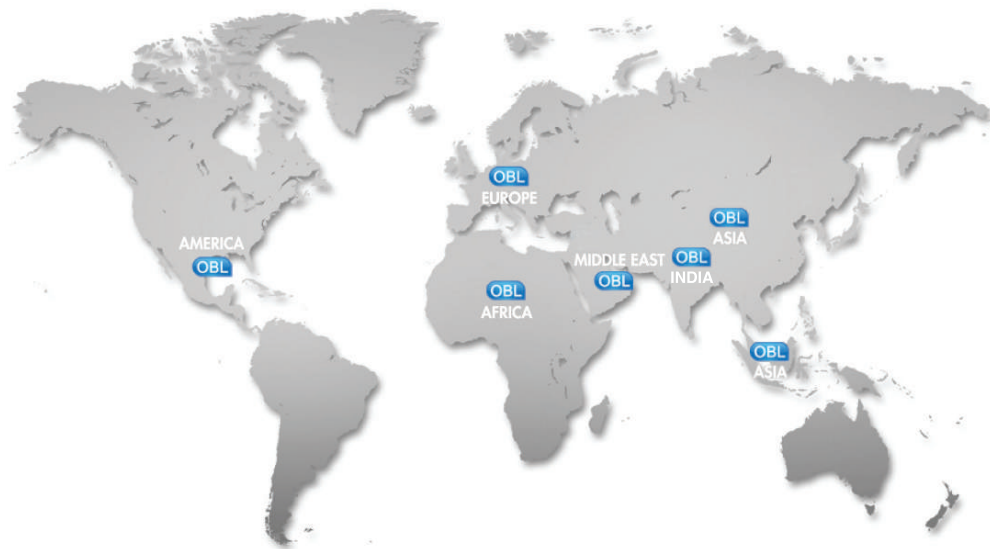 OBL
EUROPE
OBL
ASIA
AMERICA
OBL
MIDDLE EAST
OBL
OBL
INDIA
OBL
AFRICA
OBL
ASIA